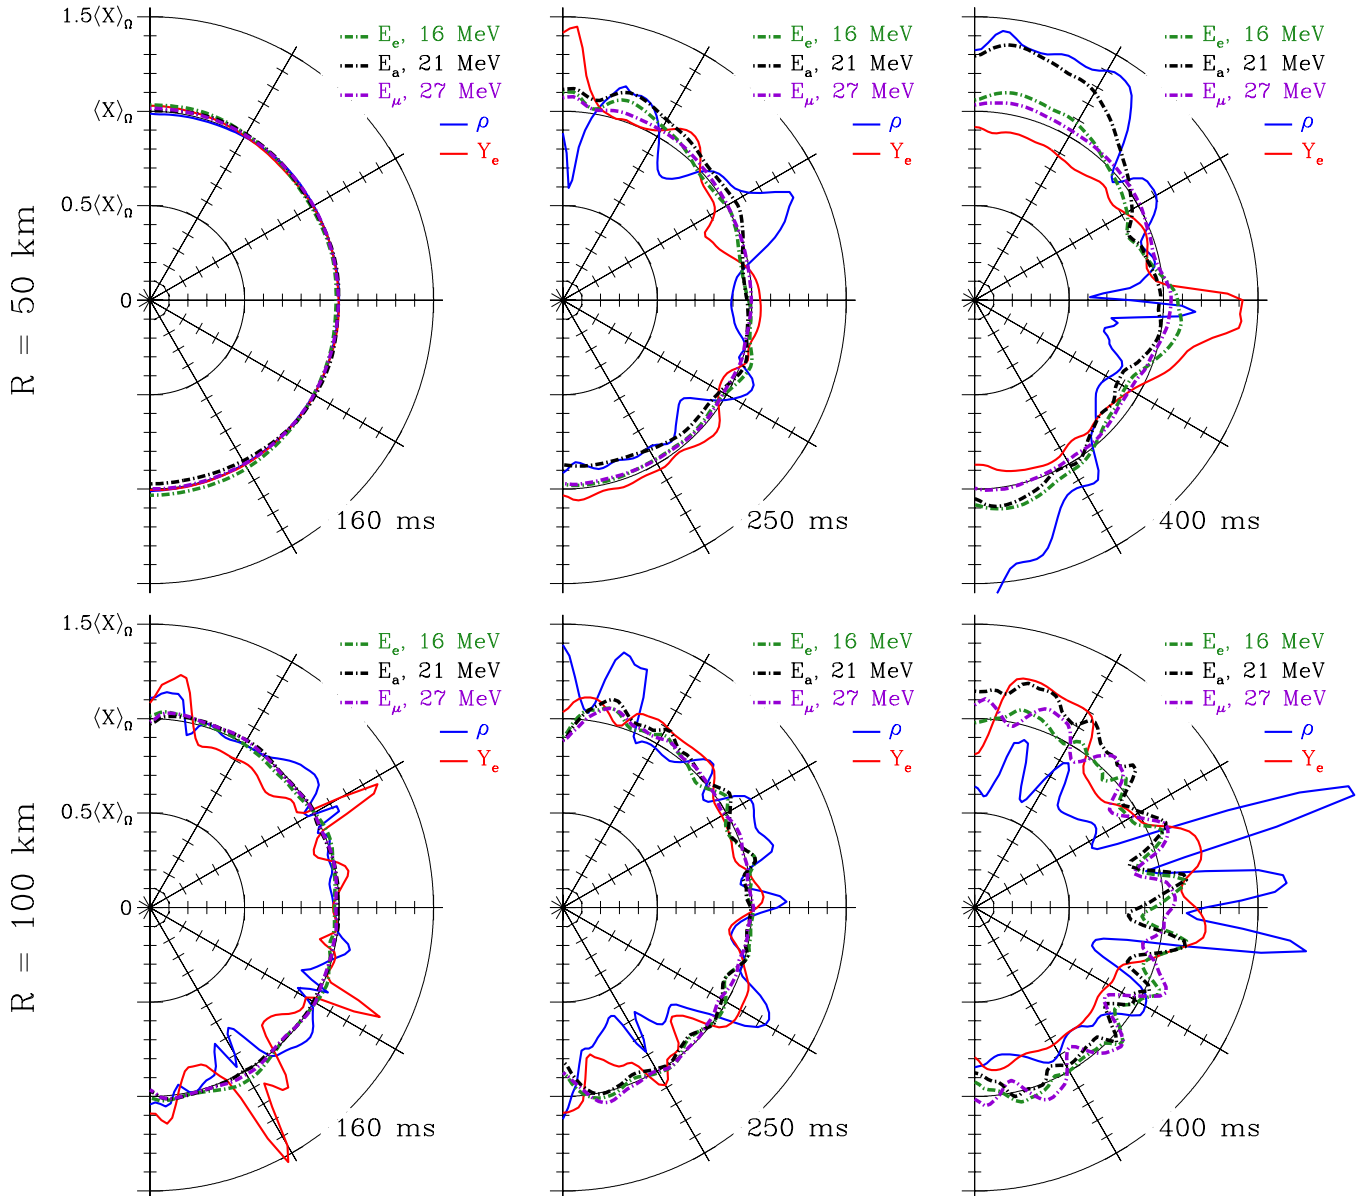 1.5⟨X⟩Ω
⟨X⟩Ω
0.5⟨X⟩Ω
0
R = 50 km
Ee, 16 MeV
Ea, 21 MeV
Eμ, 27 MeV
ρ
Ye
160 ms
Ee, 16 MeV
Ea, 21 MeV
Eμ, 27 MeV
ρ
Ye
250 ms
Ee, 16 MeV
Ea, 21 MeV
Eμ, 27 MeV
ρ
Ye
400 ms
1.5⟨X⟩Ω
⟨X⟩Ω
0.5⟨X⟩Ω
0
R = 100 km
Ee, 16 MeV
Ea, 21 MeV
Eμ, 27 MeV
ρ
Ye
160 ms
Ee, 16 MeV
Ea, 21 MeV
Eμ, 27 MeV
ρ
Ye
250 ms
Ee, 16 MeV
Ea, 21 MeV
Eμ, 27 MeV
ρ
Ye
400 ms